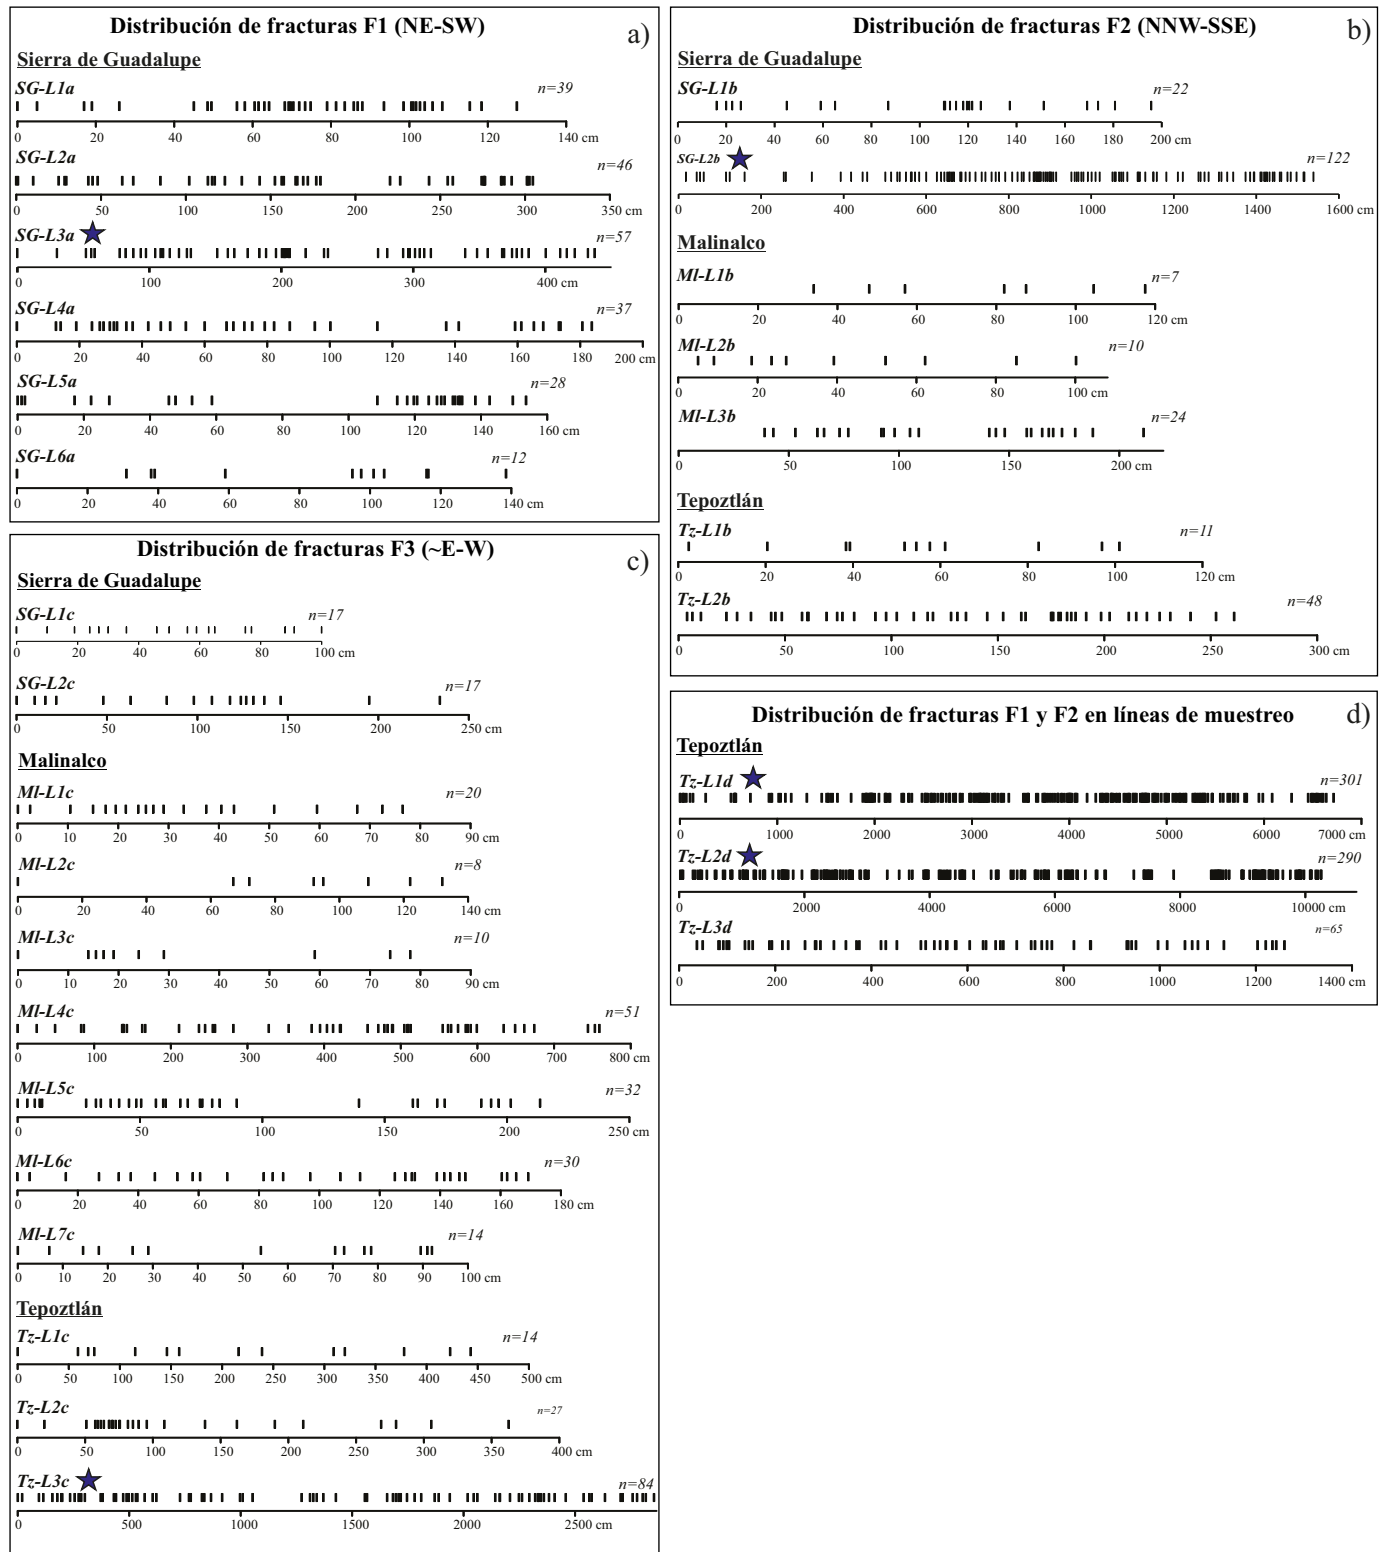 Distribución de fracturas F1 (NE-SW)
a)
Sierra de Guadalupe
SG-L1a
n=39
0 20 40 60 80 100 120 140 cm
SG-L2a
n=46
0 50 100 150 200 250 300 350 cm
SG-L3a
n=57
0 100 200 300 400 cm
SG-L4a
n=37
0 20 40 60 80 100 120 140 160 180 200 cm
SG-L5a
n=28
0 20 40 60 80 100 120 140 160 cm
SG-L6a
n=12
0 20 40 60 80 100 120 140 cm
Distribución de fracturas F2 (NNW-SSE)
b)
Sierra de Guadalupe
SG-L1b
n=22
0 20 40 60 80 100 120 140 160 180 200 cm
SG-L2b
n=122
0 200 400 600 800 1000 1200 1400 1600 cm
Malinalco
Ml-L1b
n=7
0 20 40 60 80 100 120 cm
Ml-L2b
n=10
0 20 40 60 80 100 cm
Ml-L3b
n=24
0 50 100 150 200 cm
Tepoztlán
Tz-L1b
n=11
0 20 40 60 80 100 120 cm
Tz-L2b
n=48
0 50 100 150 200 250 300 cm
Distribución de fracturas F3 (~E-W)
c)
Sierra de Guadalupe
SG-L1c
n=17
0 20 40 60 80 100 cm
SG-L2c
n=17
0 50 100 150 200 250 cm
Malinalco
Ml-L1c
n=20
0 10 20 30 40 50 60 70 80 90 cm
Ml-L2c
n=8
0 20 40 60 80 100 120 140 cm
Ml-L3c
n=10
0 10 20 30 40 50 60 70 80 90 cm
Ml-L4c
n=51
0 100 200 300 400 500 600 700 800 cm
Ml-L5c
n=32
0 50 100 150 200 250 cm
Ml-L6c
n=30
0 20 40 60 80 100 120 140 160 180 cm
Ml-L7c
n=14
0 10 20 30 40 50 60 70 80 90 100 cm
Tepoztlán
Tz-L1c
n=14
0 50 100 150 200 250 300 350 400 450 500 cm
Tz-L2c
n=27
0 50 100 150 200 250 300 350 400 cm
Tz-L3c
n=84
0 500 1000 1500 2000 2500 cm
Distribución de fracturas F1 y F2 en líneas de muestreo
d)
Tepoztlán
Tz-L1d
n=301
0 1000 2000 3000 4000 5000 6000 7000 cm
Tz-L2d
n=290
0 2000 4000 6000 8000 10000 cm
Tz-L3d
n=65
0 200 400 600 800 1000 1200 1400 cm